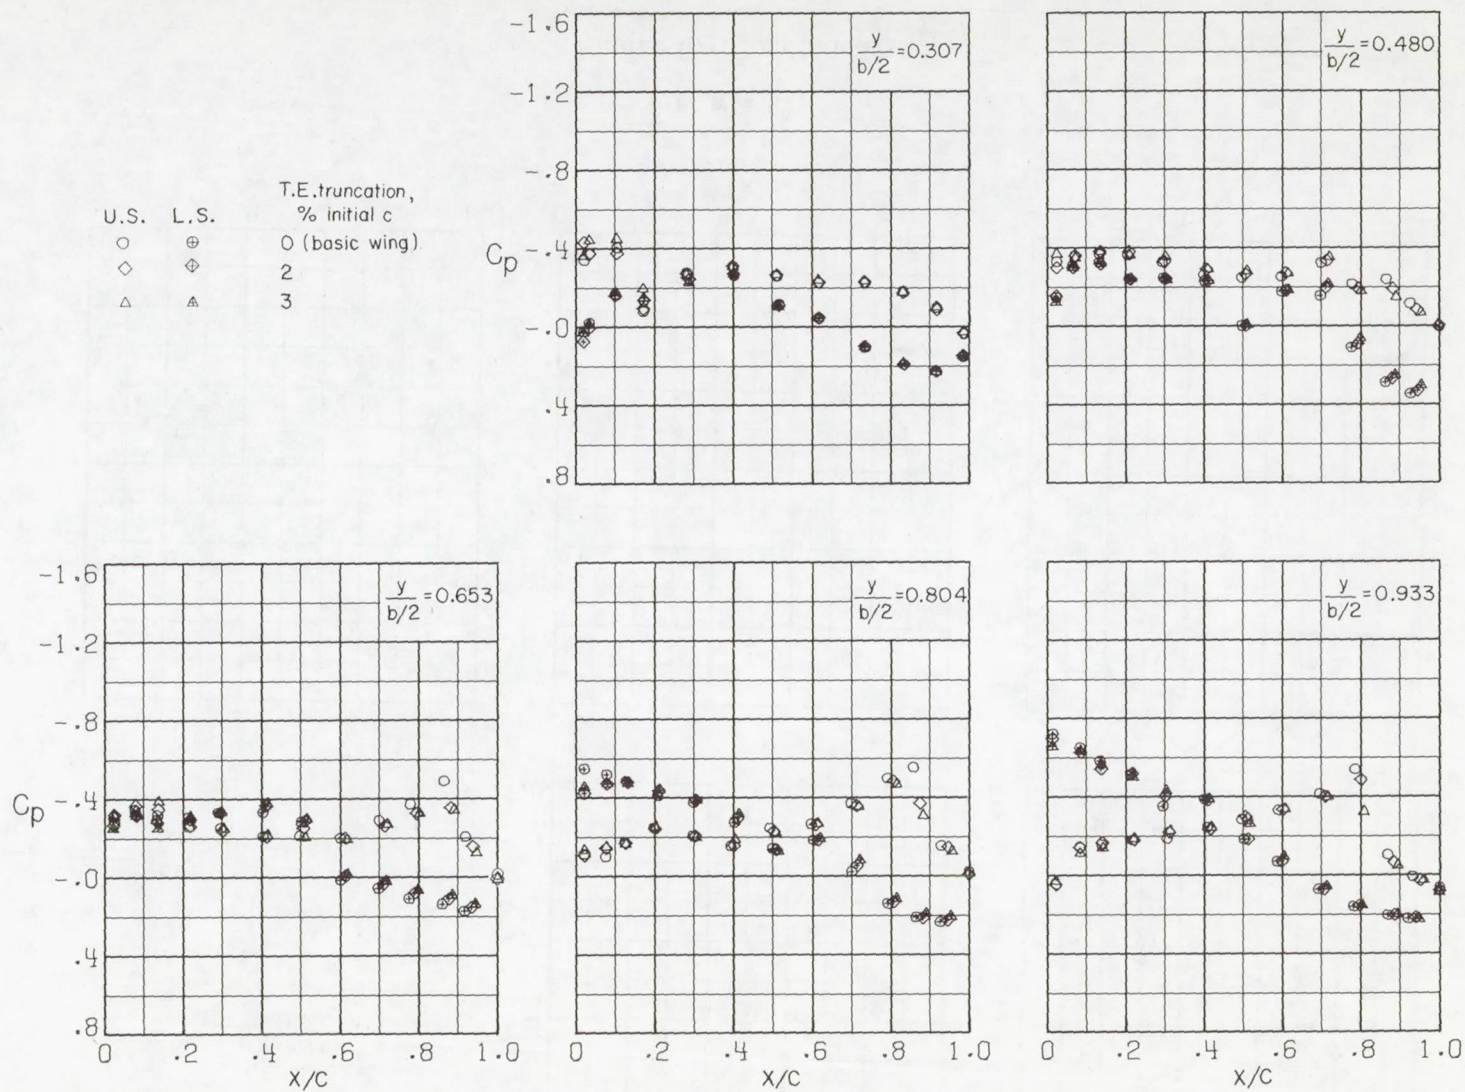 T.E. truncation,
U.S. L.S. % initial c
0 (basic wing)
2
3
-1.6
-1.2
-.8
-.4
-.0
.4
.8
Cp
y
b/2 =0.307
y
b/2 =0.480
-1.6
-1.2
-.8
-.4
-.0
.4
.8
Cp
y
b/2 =0.653
0 .2 .4 .6 .8 1.0
X/C
y
b/2 =0.804
0 .2 .4 .6 .8 1.0
X/C
y
b/2 =0.933
0 .2 .4 .6 .8 1.0
X/C